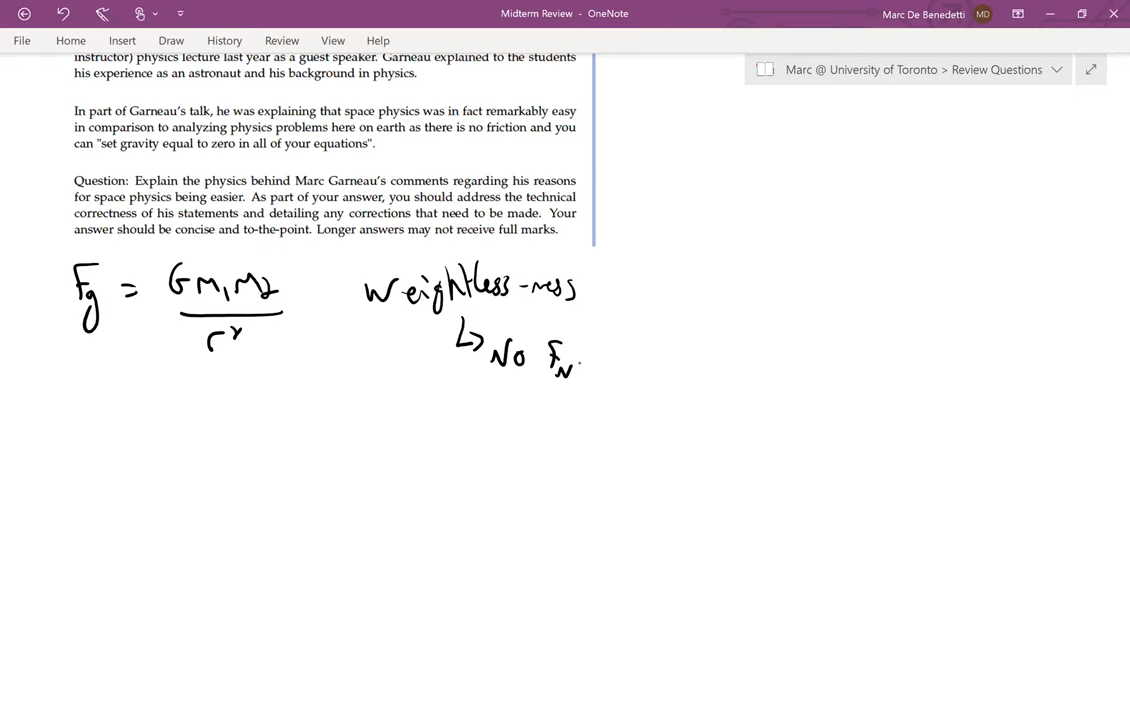 Midterm Review - OneNote
Marc De Benedetti MD
File Home Insert Draw History Review View Help
Marc @ University of Toronto > Review Questions
instructor) physics lecture last year as a guest speaker. Garneau explained to the students
his experience as an astronaut and his background in physics.
In part of Garneau's talk, he was explaining that space physics was in fact remarkably easy
in comparison to analyzing physics problems here on earth as there is no friction and you
can "set gravity equal to zero in all of your equations".
Question: Explain the physics behind Marc Garneau's comments regarding his reasons
for space physics being easier. As part of your answer, you should address the technical
correctness of his statements and detailing any corrections that need to be made. Your
answer should be concise and to-the-point. Longer answers may not receive full marks.
Fg = GM₁M₂ / r²
Weightless-ness
↳ No FN